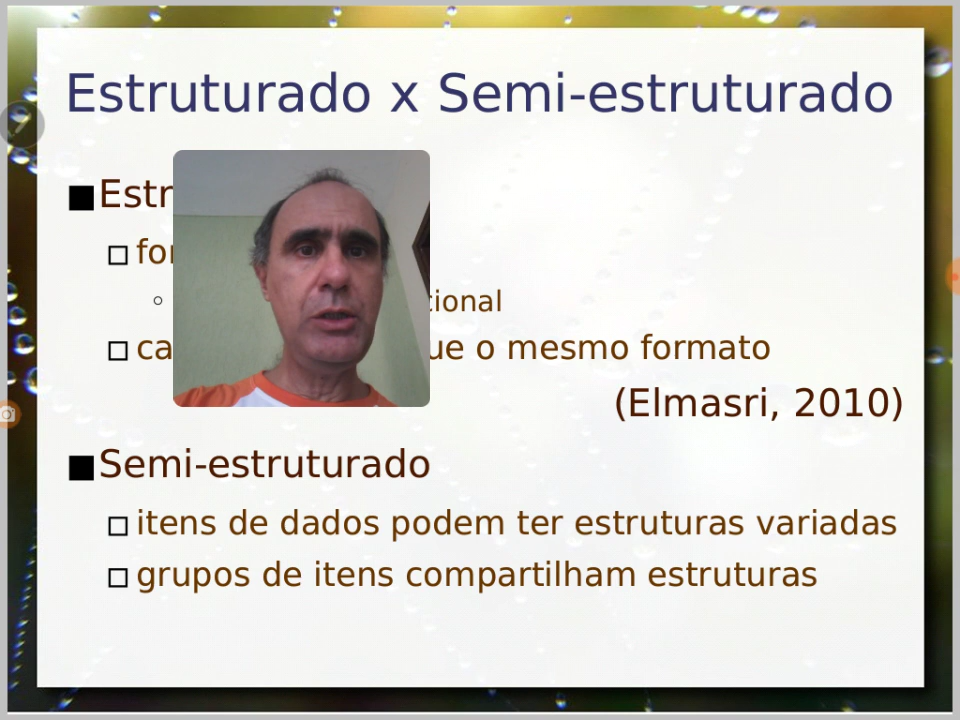 Estruturado x Semi-estruturado
Estr
for
cional
ca ue o mesmo formato
(Elmasri, 2010)
Semi-estruturado
itens de dados podem ter estruturas variadas
grupos de itens compartilham estruturas